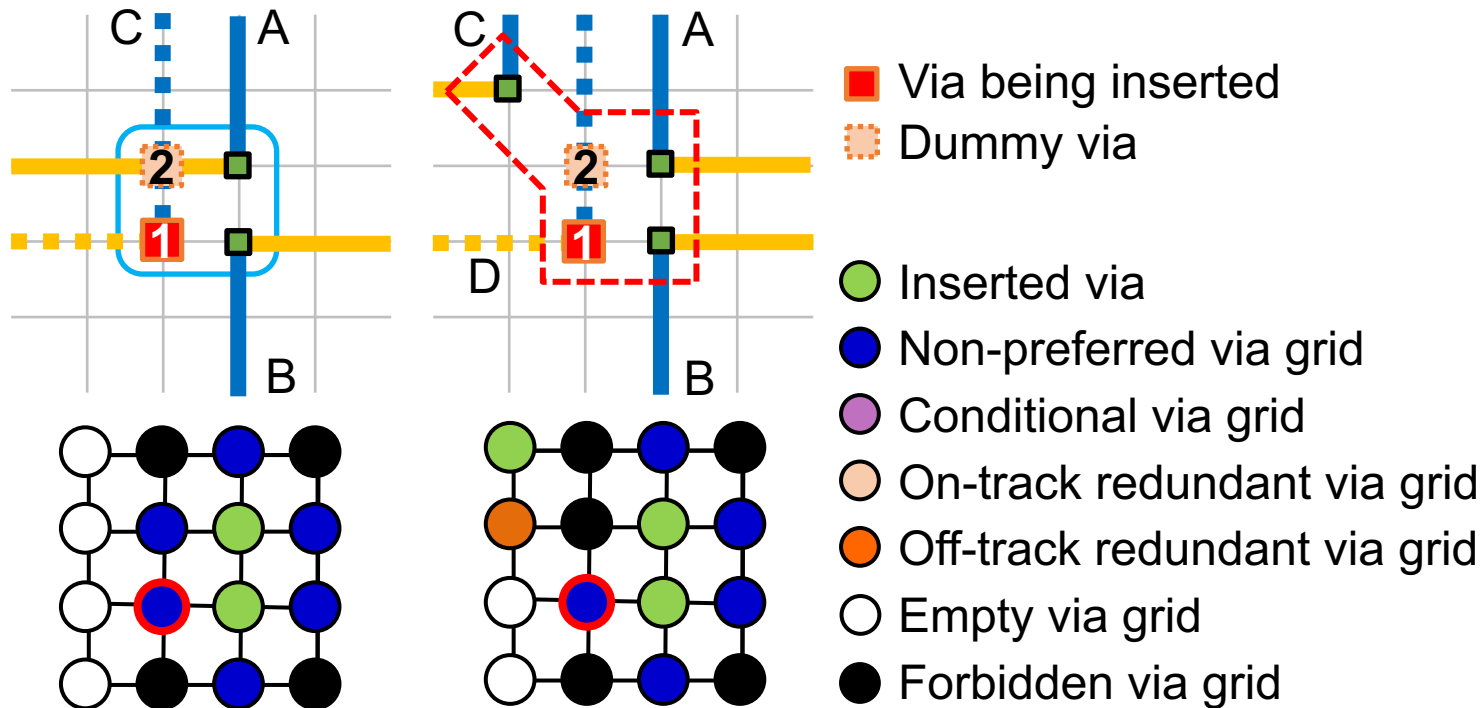 C
A
2
1
B
C
A
2
1
D
B
Via being inserted
Dummy via
Inserted via
Non-preferred via grid
Conditional via grid
On-track redundant via grid
Off-track redundant via grid
Empty via grid
Forbidden via grid